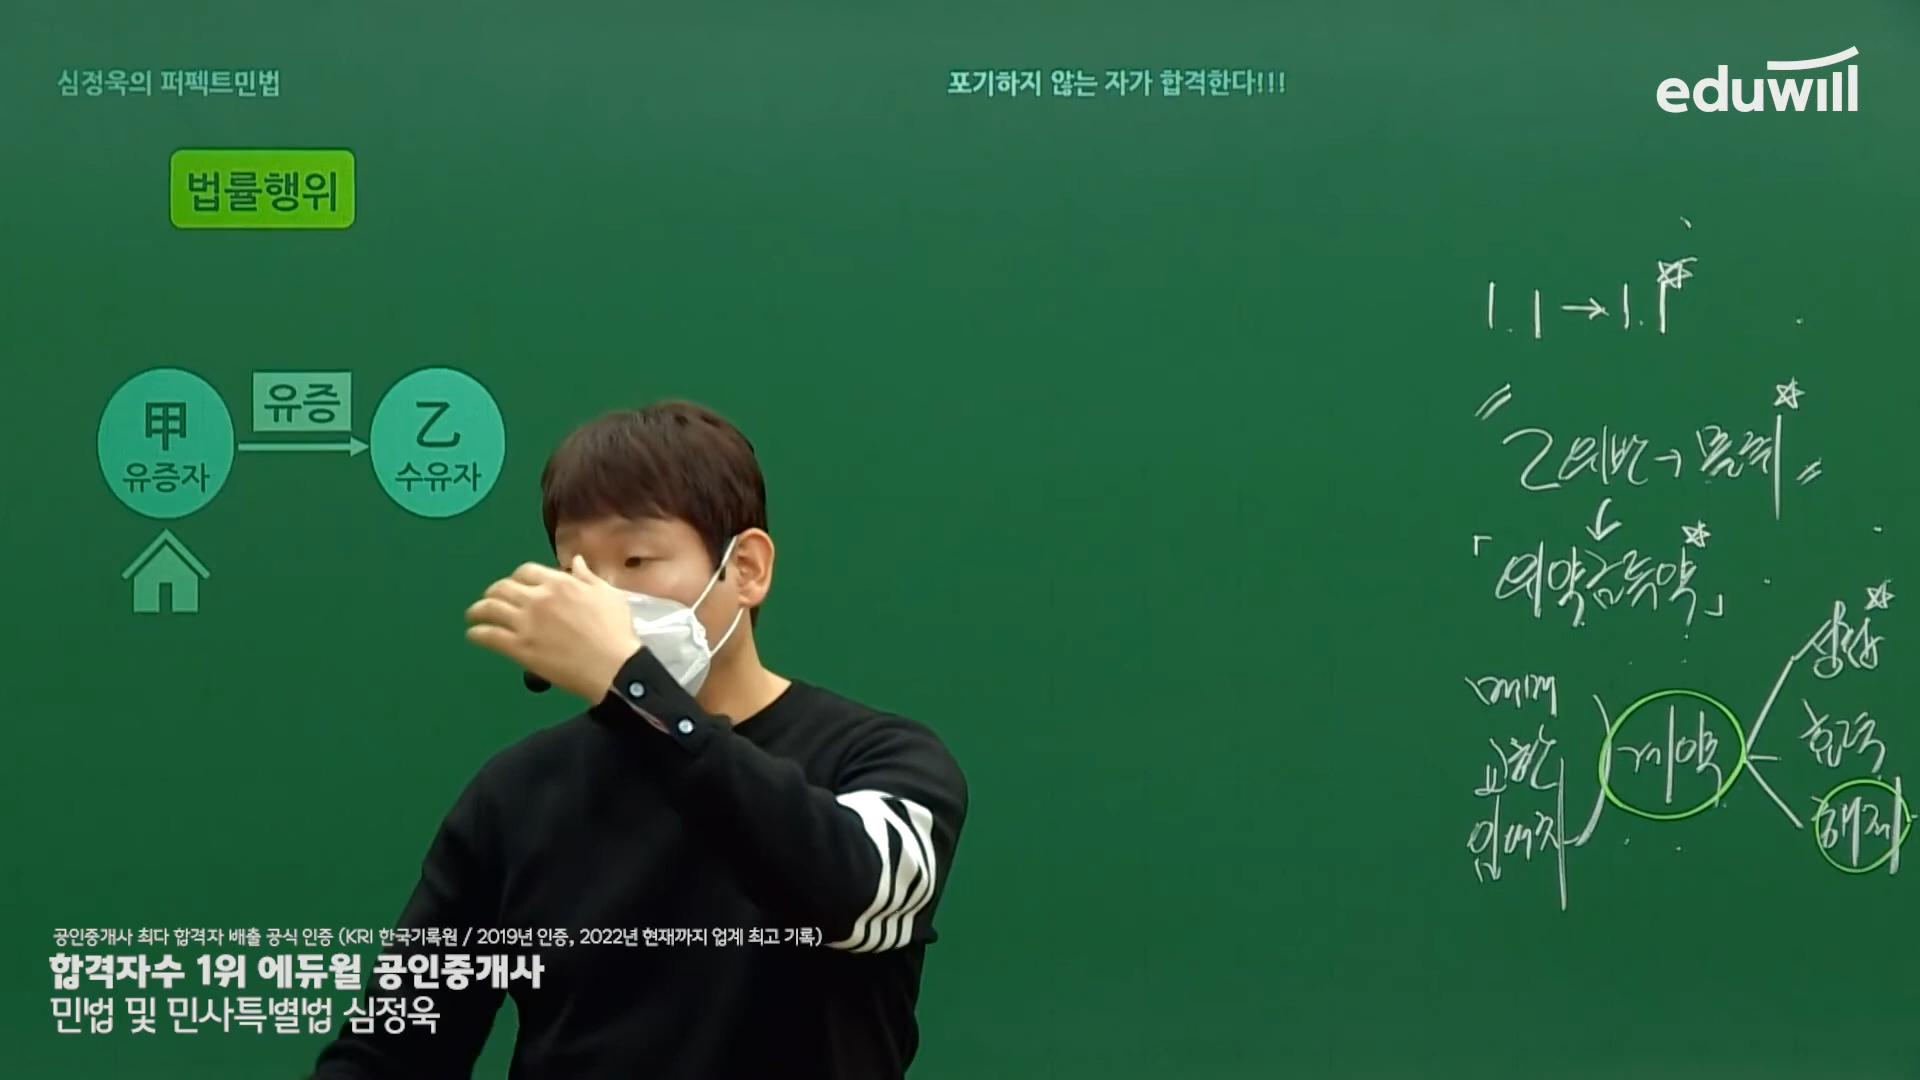 심정욱의 퍼펙트민법
포기하지 않는 자가 합격한다!!!
eduwill
법률행위
1.1→1.1
甲
유증자
유증
乙
수유자
계약
매매
교환
임대차
성립
효력
해제
공인중개사 최다 합격자 배출 공식 인증 (KRI 한국기록원 / 2019년 인증, 2022년 현재까지 업계 최고 기록)
합격자수 1위 에듀윌 공인중개사
민법 및 민사특별법 심정욱